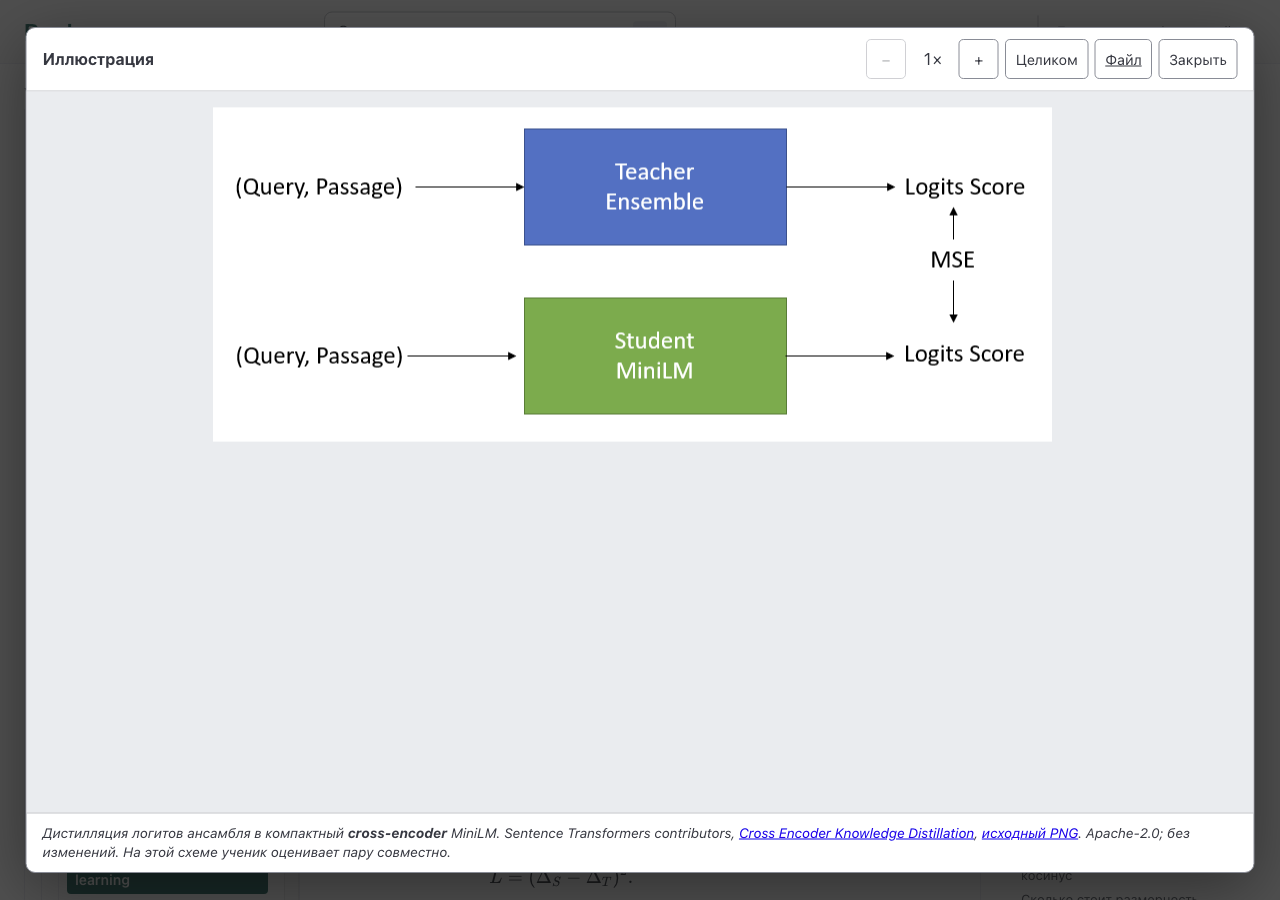 Иллюстрация
−
1×
+
Целиком
Файл
Закрыть
(Query, Passage)
Teacher
Ensemble
Logits Score
MSE
(Query, Passage)
Student
MiniLM
Logits Score
Дистилляция логитов ансамбля в компактный cross-encoder MiniLM. Sentence Transformers contributors, Cross Encoder Knowledge Distillation, исходный PNG. Apache-2.0; без
изменений. На этой схеме ученик оценивает пару совместно.
learning
косинус